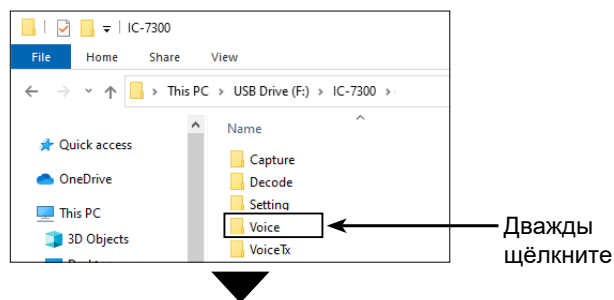 IC-7300
File Home Share View
This PC > USB Drive (F:) > IC-7300 >
Name
Quick access
Capture
OneDrive
Decode
Setting
This PC
Voice
3D Objects
VoiceTx
Дважды
щёлкните